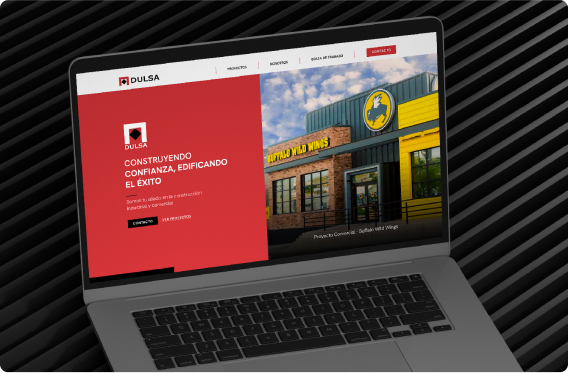 DULSA
PROYECTOS
NOSOTROS
BOLSA DE TRABAJO
CONTACTO
DULSA
CONSTRUYENDO
CONFIANZA, EDIFICANDO
EL ÉXITO
Somos tu aliado en la construcción
industrial y comercial
CONTACTO
VER PROYECTOS
BUFFALO WILD WINGS
Proyecto Comercial - Buffalo Wild Wings